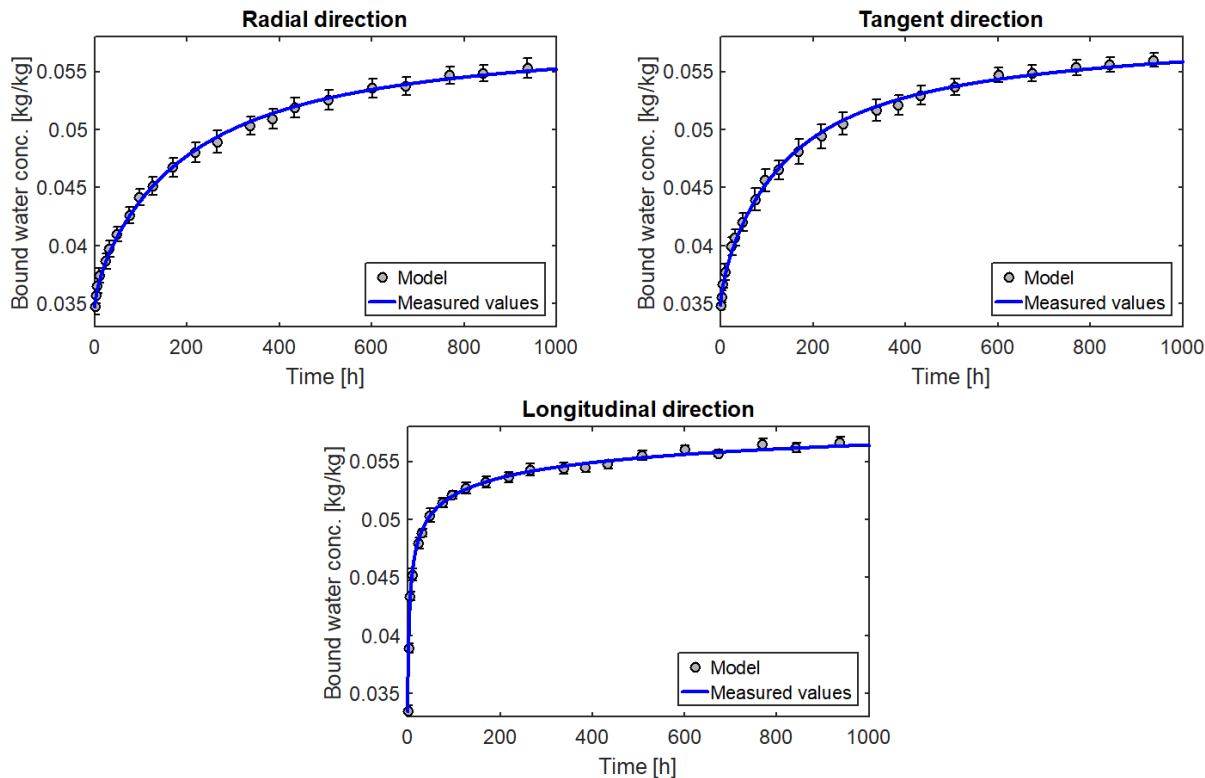 Radial direction
Bound water conc. [kg/kg]
0.055
0.05
0.045
0.04
0.035
Model
Measured values
0 200 400 600 800 1000
Time [h]
Tangent direction
Bound water conc. [kg/kg]
0.055
0.05
0.045
0.04
0.035
Model
Measured values
0 200 400 600 800 1000
Time [h]
Longitudinal direction
Bound water conc. [kg/kg]
0.055
0.05
0.045
0.04
0.035
Model
Measured values
0 200 400 600 800 1000
Time [h]